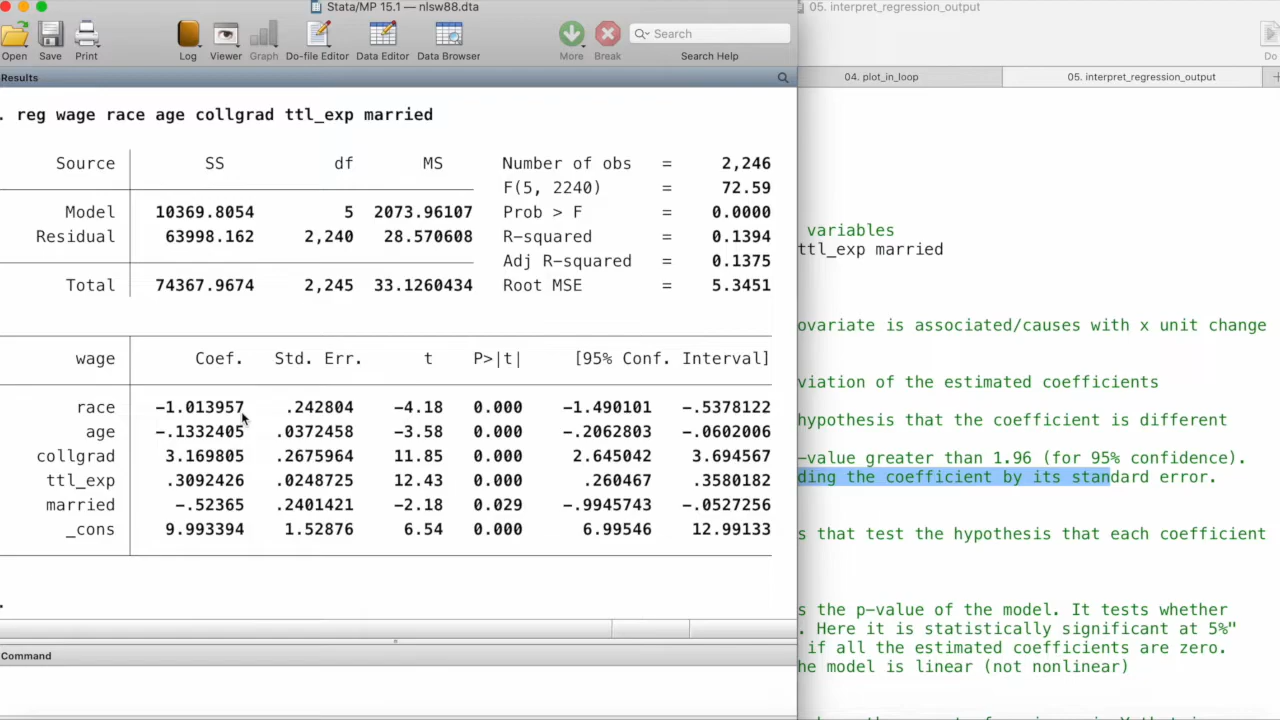 Stata/MP 15.1 — nlsw88.dta
Open Save Print Log Viewer Graph Do-file Editor Data Editor Data Browser More Break Search
Search Help
Results
. reg wage race age collgrad ttl_exp married
Source SS df MS Number of obs = 2,246
F(5, 2240) = 72.59
Model 10369.8054 5 2073.96107 Prob > F = 0.0000
Residual 63998.162 2,240 28.570608 R-squared = 0.1394
Adj R-squared = 0.1375
Total 74367.9674 2,245 33.1260434 Root MSE = 5.3451
wage Coef. Std. Err. t P>|t| [95% Conf. Interval]
race -1.013957 .242804 -4.18 0.000 -1.490101 -.5378122
age -.1332405 .0372458 -3.58 0.000 -.2062803 -.0602006
collgrad 3.169805 .2675964 11.85 0.000 2.645042 3.694567
ttl_exp .3092426 .0248725 12.43 0.000 .260467 .3580182
married -.52365 .2401421 -2.18 0.029 -.9945743 -.0527256
_cons 9.993394 1.52876 6.54 0.000 6.99546 12.99133
.
Command
05. interpret_regression_output
Do
04. plot_in_loop 05. interpret_regression_output
variables
ttl_exp married
ovariate is associated/causes with x unit change
viation of the estimated coefficients
hypothesis that the coefficient is different
-value greater than 1.96 (for 95% confidence).
ding the coefficient by its standard error.
s that test the hypothesis that each coefficient
s the p-value of the model. It tests whether
. Here it is statistically significant at 5%"
if all the estimated coefficients are zero.
he model is linear (not nonlinear)